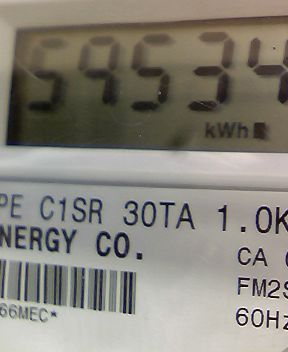 59534
kWh
PE C1SR 30TA 1.0K
NERGY CO.
CA
FM2S
66MEC*
60Hz